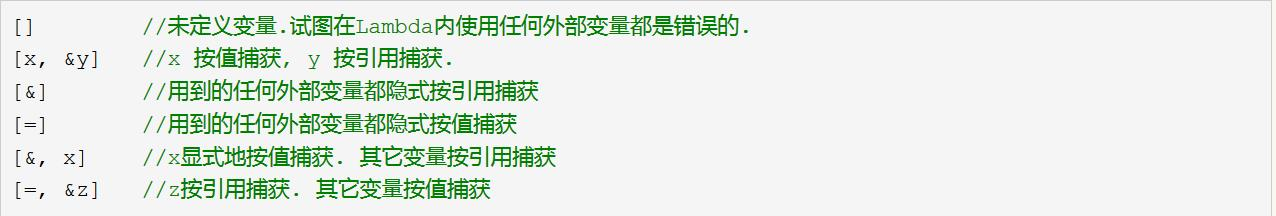 [] //未定义变量.试图在Lambda内使用任何外部变量都是错误的.
[x, &y] //x 按值捕获, y 按引用捕获.
[&] //用到的任何外部变量都隐式按引用捕获
[=] //用到的任何外部变量都隐式按值捕获
[&, x] //x显式地按值捕获. 其它变量按引用捕获
[=, &z] //z按引用捕获. 其它变量按值捕获